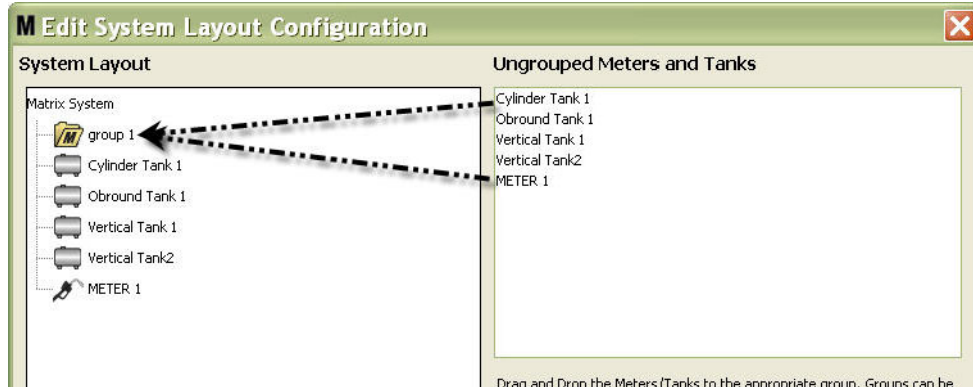 M Edit System Layout Configuration
System Layout
Matrix System
M group 1
Cylinder Tank 1
Obround Tank 1
Vertical Tank 1
Vertical Tank2
METER 1
Ungrouped Meters and Tanks
Cylinder Tank 1
Obround Tank 1
Vertical Tank 1
Vertical Tank2
METER 1
Drag and Drop the Meters/Tanks to the appropriate group. Groups can be